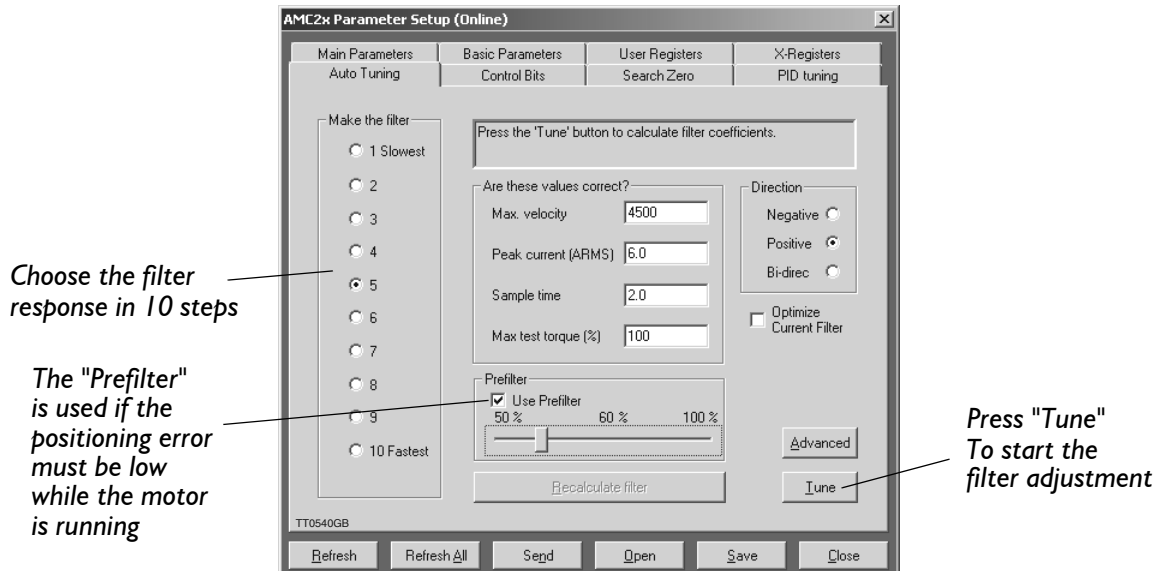 AMC2x Parameter Setup (Online)
Main Parameters
Basic Parameters
User Registers
X-Registers
Auto Tuning
Control Bits
Search Zero
PID tuning
Make the filter
1 Slowest
2
3
4
5
6
7
8
9
10 Fastest
Press the 'Tune' button to calculate filter coefficients.
Are these values correct?
Max. velocity 4500
Peak current (ARMS) 6.0
Sample time 2.0
Max test torque (%) 100
Direction
Negative
Positive
Bi-direc
Optimize
Current Filter
Prefilter
Use Prefilter
50 % 60 % 100 %
Advanced
Recalculate filter
Tune
TT0540GB
Refresh
Refresh All
Send
Open
Save
Close
Choose the filter
response in 10 steps
The "Prefilter"
is used if the
positioning error
must be low
while the motor
is running
Press "Tune"
To start the
filter adjustment